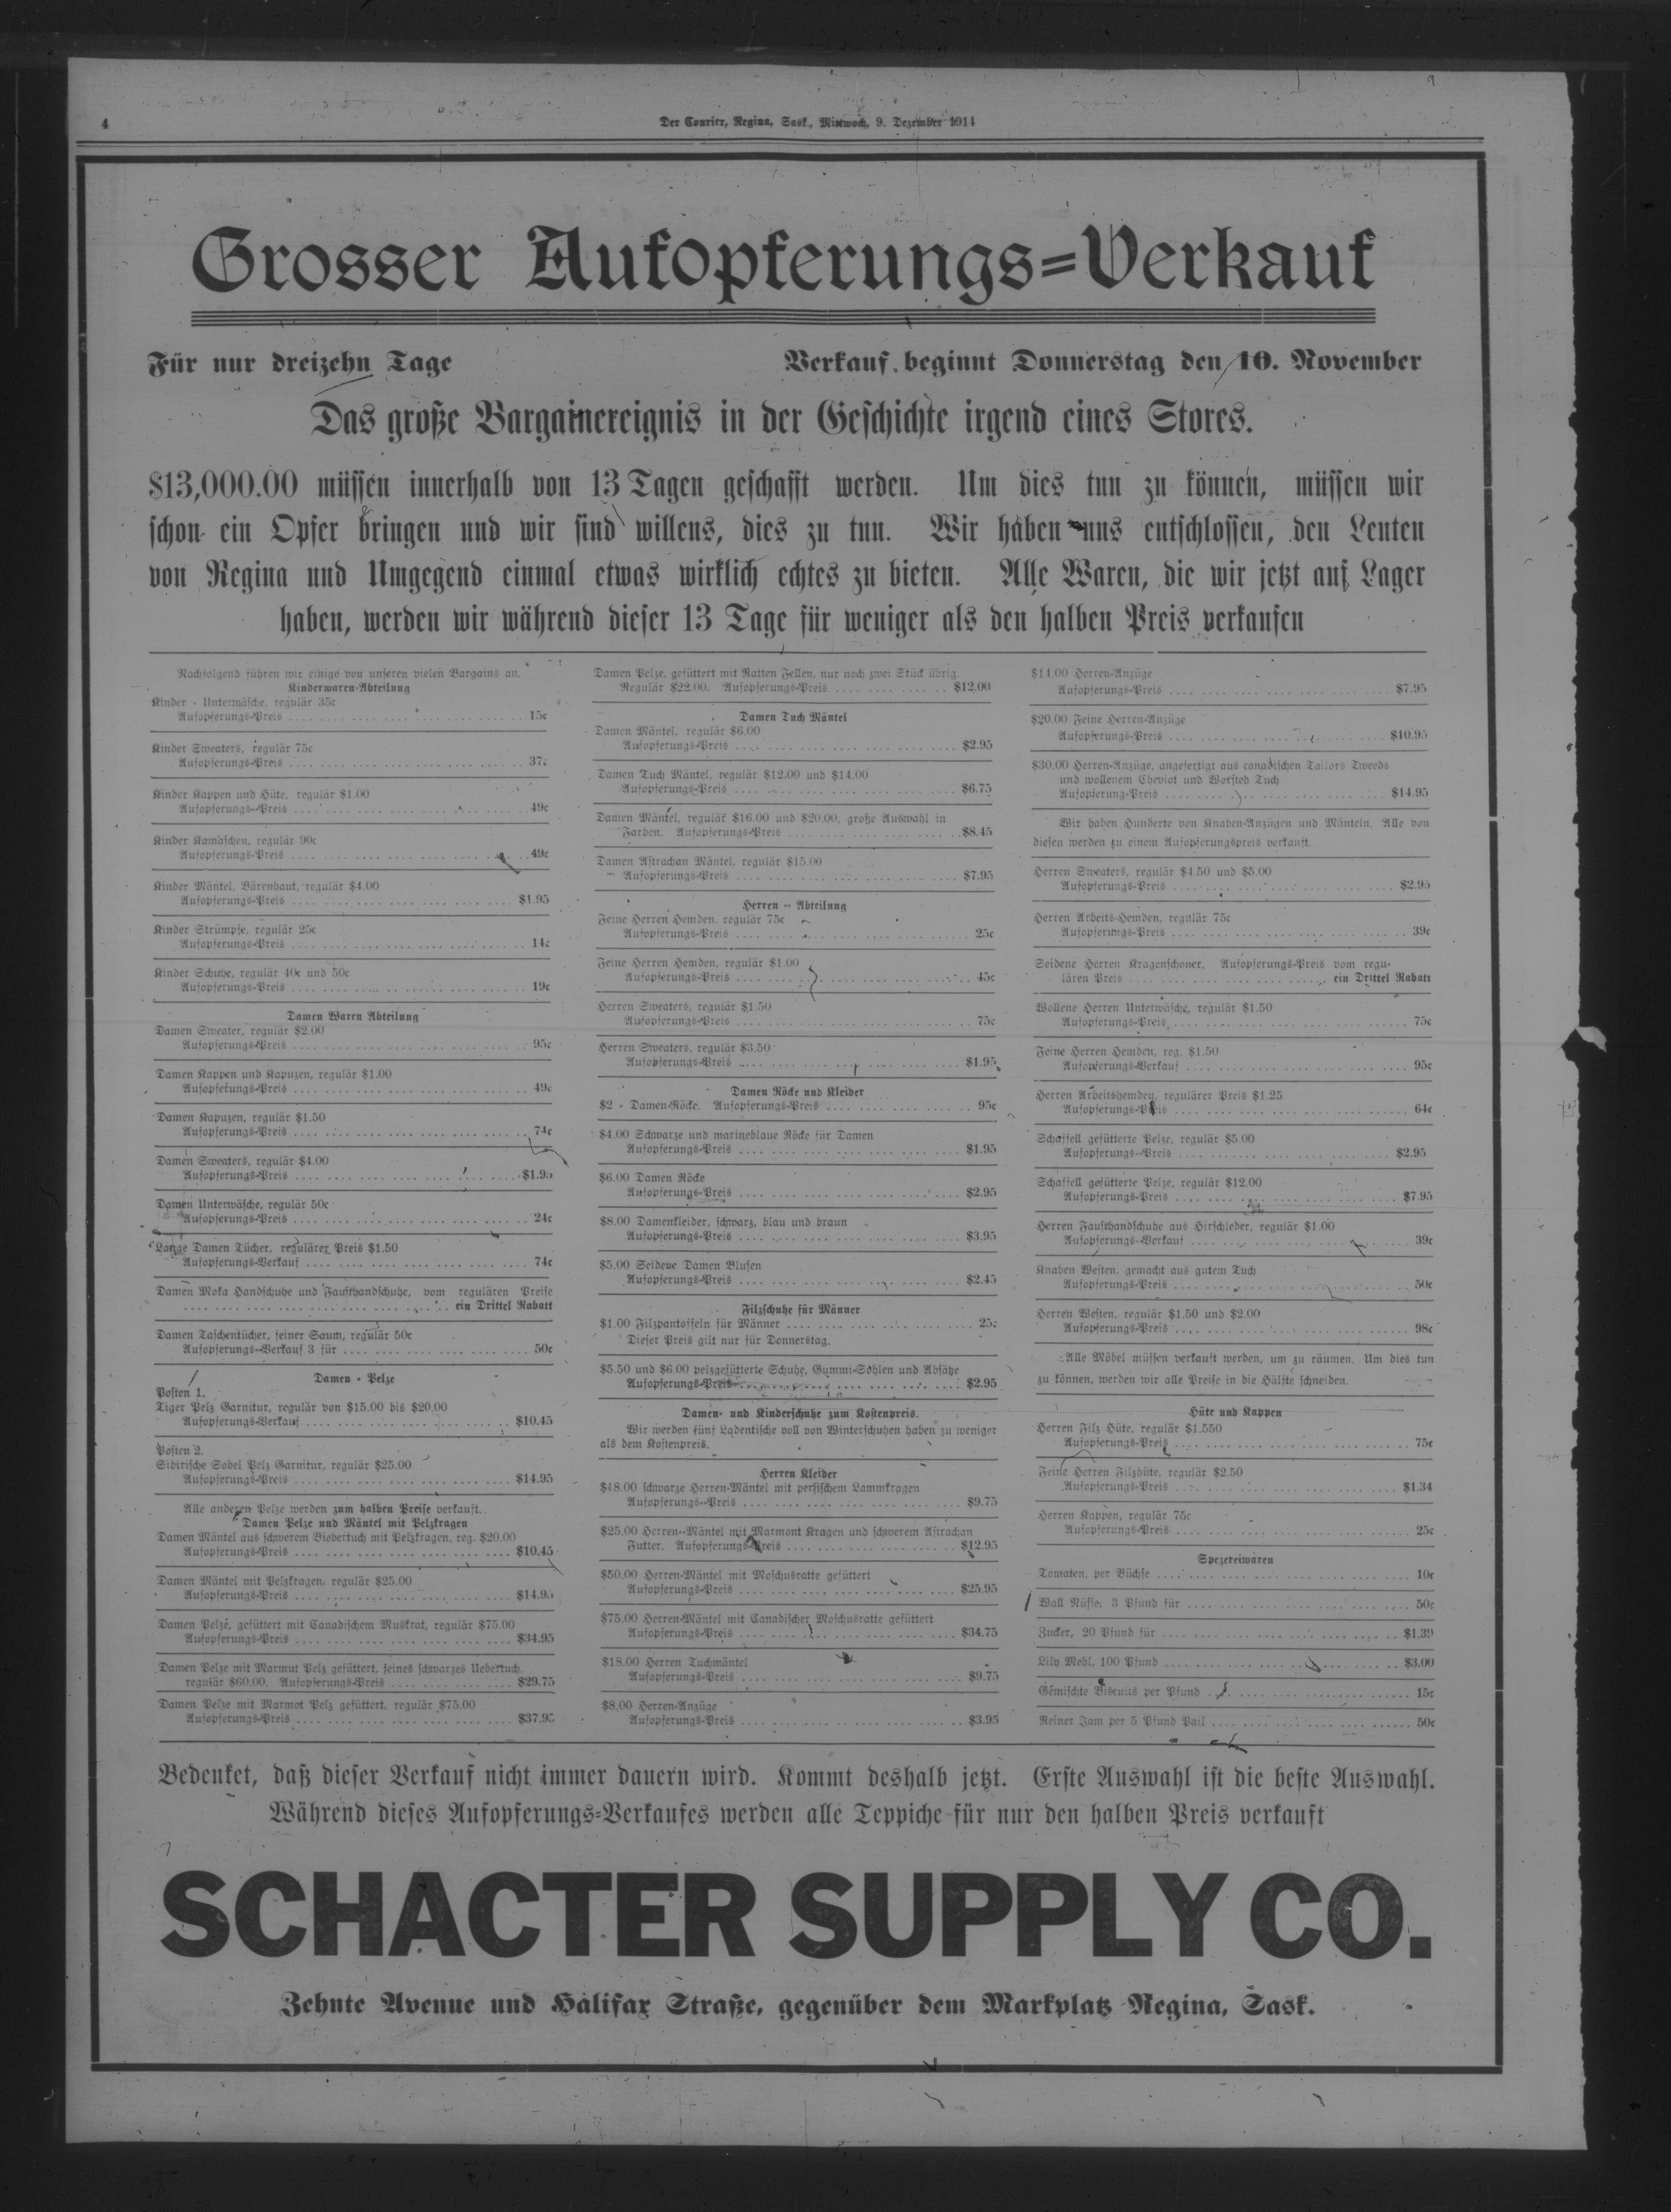 4
Der Courier, Regina, Sask., Mittwoch, 9. Dezember 1914
Grosser Aufopferungs=Verkauf
Für nur dreizehn Tage
Verkauf beginnt Donnerstag den 10. November
Das große Bargainereignis in der Geschichte irgend eines Stores.
$13,000.00 müssen innerhalb von 13 Tagen geschafft werden. Um dies tun zu können, müssen wir
schon ein Opfer bringen und wir sind willens, dies zu tun. Wir haben uns entschlossen, den Leuten
von Regina und Umgegend einmal etwas wirklich echtes zu bieten. Alle Waren, die wir jetzt auf Lager
haben, werden wir während dieser 13 Tage für weniger als den halben Preis verkaufen
Nachfolgend führen wir einige von unseren vielen Bargains an.
Kinderwaren-Abteilung
Kinder - Unterwäsche, regulär 35c
Aufopferungs-Preis .... 15c
Kinder Sweaters, regulär 75c
Aufopferungs-Preis .... 37c
Kinder Kappen und Hüte, regulär $1.00
Aufopferungs-Preis .... 49c
Kinder Kamaschen, regulär 90c
Aufopferungs-Preis .... 49c
Kinder Mäntel, Bärenhaut, regulär $4.00
Aufopferungs-Preis .... $1.95
Kinder Strümpfe, regulär 25c
Aufopferungs-Preis .... 14c
Kinder Schuhe, regulär 40c und 50c
Aufopferungs-Preis .... 19c
Damen Waren Abteilung
Damen Sweater, regulär $2.00
Aufopferungs-Preis .... 95c
Damen Kappen und Kapuzen, regulär $1.00
Aufopferungs-Preis .... 49c
Damen Kapuzen, regulär $1.50
Aufopferungs-Preis .... 74c
Damen Sweaters, regulär $4.00
Aufopferungs-Preis .... $1.95
Damen Unterwäsche, regulär 50c
Aufopferungs-Preis .... 24c
Lange Damen Tücher, regulärer Preis $1.50
Aufopferungs-Verkauf .... 74c
Damen Moka Handschuhe und Fausthandschuhe, vom regulären Preise
.... ein Drittel Rabatt
Damen Taschentücher, feiner Saum, regulär 50c
Aufopferungs-Verkauf 3 für .... 50c
Damen - Pelze
Posten 1.
Tiger Pelz Garnitur, regulär von $15.00 bis $20.00
Aufopferungs-Verkauf .... $10.45
Posten 2.
Sibirische Sobel Pelz Garnitur, regulär $25.00
Aufopferungs-Preis .... $14.95
Alle anderen Pelze werden zum halben Preise verkauft.
Damen Pelze und Mäntel mit Pelzkragen
Damen Mäntel aus schwerem Biebertuch mit Pelzkragen, reg. $20.00
Aufopferungs-Preis .... $10.45
Damen Mäntel mit Pelzkragen, regulär $25.00
Aufopferungs-Preis .... $14.95
Damen Pelze, gefüttert mit Canadischem Muskrat, regulär $75.00
Aufopferungs-Preis .... $34.95
Damen Pelze mit Marmut Pelz gefüttert, feines schwarzes Uebertuch,
regulär $60.00. Aufopferungs-Preis .... $29.75
Damen Pelze mit Marmot Pelz gefüttert, regulär $75.00
Aufopferungs-Preis .... $37.95
Damen Pelze, gefüttert mit Ratten Fellen, nur noch zwei Stück übrig.
Regulär $22.00. Aufopferungs-Preis .... $12.00
Damen Tuch Mäntel
Damen Mäntel, regulär $6.00
Aufopferungs-Preis .... $2.95
Damen Tuch Mäntel, regulär $12.00 und $14.00
Aufopferungs-Preis .... $6.75
Damen Mäntel, regulär $16.00 und $20.00, große Auswahl in
Farben. Aufopferungs-Preis .... $8.45
Damen Astrachan Mäntel, regulär $15.00
Aufopferungs-Preis .... $7.95
Herren -- Abteilung
Feine Herren Hemden, regulär 75c
Aufopferungs-Preis .... 25c
Feine Herren Hemden, regulär $1.00
Aufopferungs-Preis .... 45c
Herren Sweaters, regulär $1.50
Aufopferungs-Preis .... 75c
Herren Sweaters, regulär $3.50
Aufopferungs-Preis .... $1.95
Damen Röcke und Kleider
$2 - Damen-Röcke. Aufopferungs-Preis .... 95c
$4.00 Schwarze und marineblaue Röcke für Damen
Aufopferungs-Preis .... $1.95
$6.00 Damen Röcke
Aufopferungs-Preis .... $2.95
$8.00 Damenkleider, schwarz, blau und braun
Aufopferungs-Preis .... $3.95
$5.00 Seidene Damen Blusen
Aufopferungs-Preis .... $2.45
Filzschuhe für Männer
$1.00 Filzpantoffeln für Männer .... 25c
Dieser Preis gilt nur für Donnerstag.
$5.50 und $6.00 pelzgefütterte Schuhe, Gummi-Sohlen und Absätze
Aufopferungs-Preis .... $2.95
Damen- und Kinderschuhe zum Kostenpreis.
Wir werden fünf Ladentische voll von Winterschuhen haben zu weniger
als dem Kostenpreis.
Herren Kleider
$18.00 schwarze Herren-Mäntel mit persischem Lammkragen
Aufopferungs--Preis .... $9.75
$25.00 Herren--Mäntel mit Marmont Kragen und schwerem Astrachan
Futter. Aufopferungs-Preis .... $12.95
$50.00 Herren-Mäntel mit Moschusratte gefüttert
Aufopferungs-Preis .... $25.95
$75.00 Herren-Mäntel mit Canadischer Moschusratte gefüttert
Aufopferungs-Preis .... $34.75
$18.00 Herren Tuchmäntel
Aufopferungs-Preis .... $9.75
$8.00 Herren-Anzüge
Aufopferungs-Preis .... $3.95
$14.00 Herren-Anzüge
Aufopferungs-Preis .... $7.95
$20.00 Feine Herren-Anzüge
Aufopferungs-Preis .... $10.95
$30.00 Herren-Anzüge, angefertigt aus canadischen Tailors Tweeds
und wollenem Cheviot und Worsted Tuch
Aufopferung-Preis .... $14.95
Wir haben Hunderte von Knaben-Anzügen und Mänteln. Alle von
diesen werden zu einem Aufopferungspreis verkauft.
Herren Sweaters, regulär $4.50 und $5.00
Aufopferungs-Preis .... $2.95
Herren Arbeits-Hemden, regulär 75c
Aufopferungs-Preis .... 39c
Seidene Herren Kragenschoner. Aufopferungs-Preis vom regu-
lären Preis .... ein Drittel Rabatt
Wollene Herren Unterwäsche, regulär $1.50
Aufopferungs-Preis .... 75c
Feine Herren Hemden, reg. $1.50
Aufopferungs-Verkauf .... 95c
Herren Arbeitshemden, regulärer Preis $1.25
Aufopferungs-Preis .... 64c
Schaffell gefütterte Pelze, regulär $5.00
Aufopferungs--Preis .... $2.95
Schaffell gefütterte Pelze, regulär $12.00
Aufopferungs-Preis .... $7.95
Herren Fausthandschuhe aus Hirschleder, regulär $1.00
Aufopferungs-Verkauf .... 39c
Knaben Westen, gemacht aus gutem Tuch
Aufopferungs-Preis .... 50c
Herren Westen, regulär $1.50 und $2.00
Aufopferungs-Preis .... 98c
Alle Möbel müssen verkauft werden, um zu räumen. Um dies tun
zu können, werden wir alle Preise in die Hälfte schneiden.
Hüte und Kappen
Herren Filz Hüte, regulär $1.550
Aufopferungs-Preis .... 75c
Feine Herren Filzhüte, regulär $2.50
Aufopferungs-Preis .... $1.34
Herren Kappen, regulär 75c
Aufopferungs-Preis .... 25c
Spezereiwaren
Tomaten, per Büchse .... 10c
Wall Nüsse, 3 Pfund für .... 50c
Zucker, 20 Pfund für .... $1.39
Lily Mehl, 100 Pfund .... $3.00
Gemischte Biscuits per Pfund .... 15c
Reiner Jam per 5 Pfund Pail .... 50c
Bedenket, daß dieser Verkauf nicht immer dauern wird. Kommt deshalb jetzt. Erste Auswahl ist die beste Auswahl.
Während dieses Aufopferungs=Verkaufes werden alle Teppiche für nur den halben Preis verkauft
SCHACTER SUPPLY CO.
Zehnte Avenue und Halifax Straße, gegenüber dem Markplatz Regina, Sask.